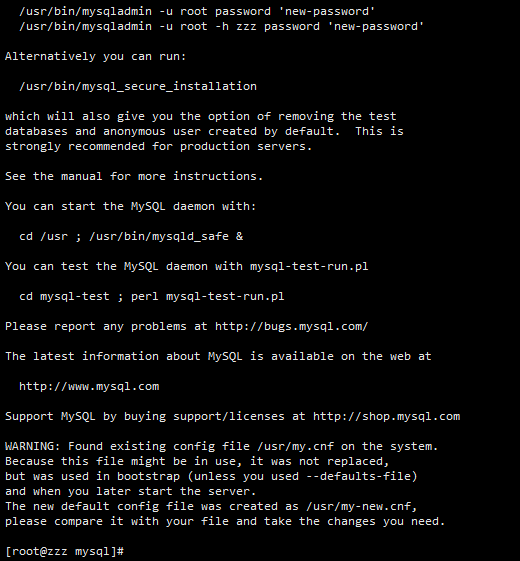 /usr/bin/mysqladmin -u root password 'new-password'
/usr/bin/mysqladmin -u root -h zzz password 'new-password'
Alternatively you can run:
/usr/bin/mysql_secure_installation
which will also give you the option of removing the test
databases and anonymous user created by default.  This is
strongly recommended for production servers.
See the manual for more instructions.
You can start the MySQL daemon with:
cd /usr ; /usr/bin/mysqld_safe &
You can test the MySQL daemon with mysql-test-run.pl
cd mysql-test ; perl mysql-test-run.pl
Please report any problems at http://bugs.mysql.com/
The latest information about MySQL is available on the web at
http://www.mysql.com
Support MySQL by buying support/licenses at http://shop.mysql.com
WARNING: Found existing config file /usr/my.cnf on the system.
Because this file might be in use, it was not replaced,
but was used in bootstrap (unless you used --defaults-file)
and when you later start the server.
The new default config file was created as /usr/my-new.cnf,
please compare it with your file and take the changes you need.
[root@zzz mysql]#